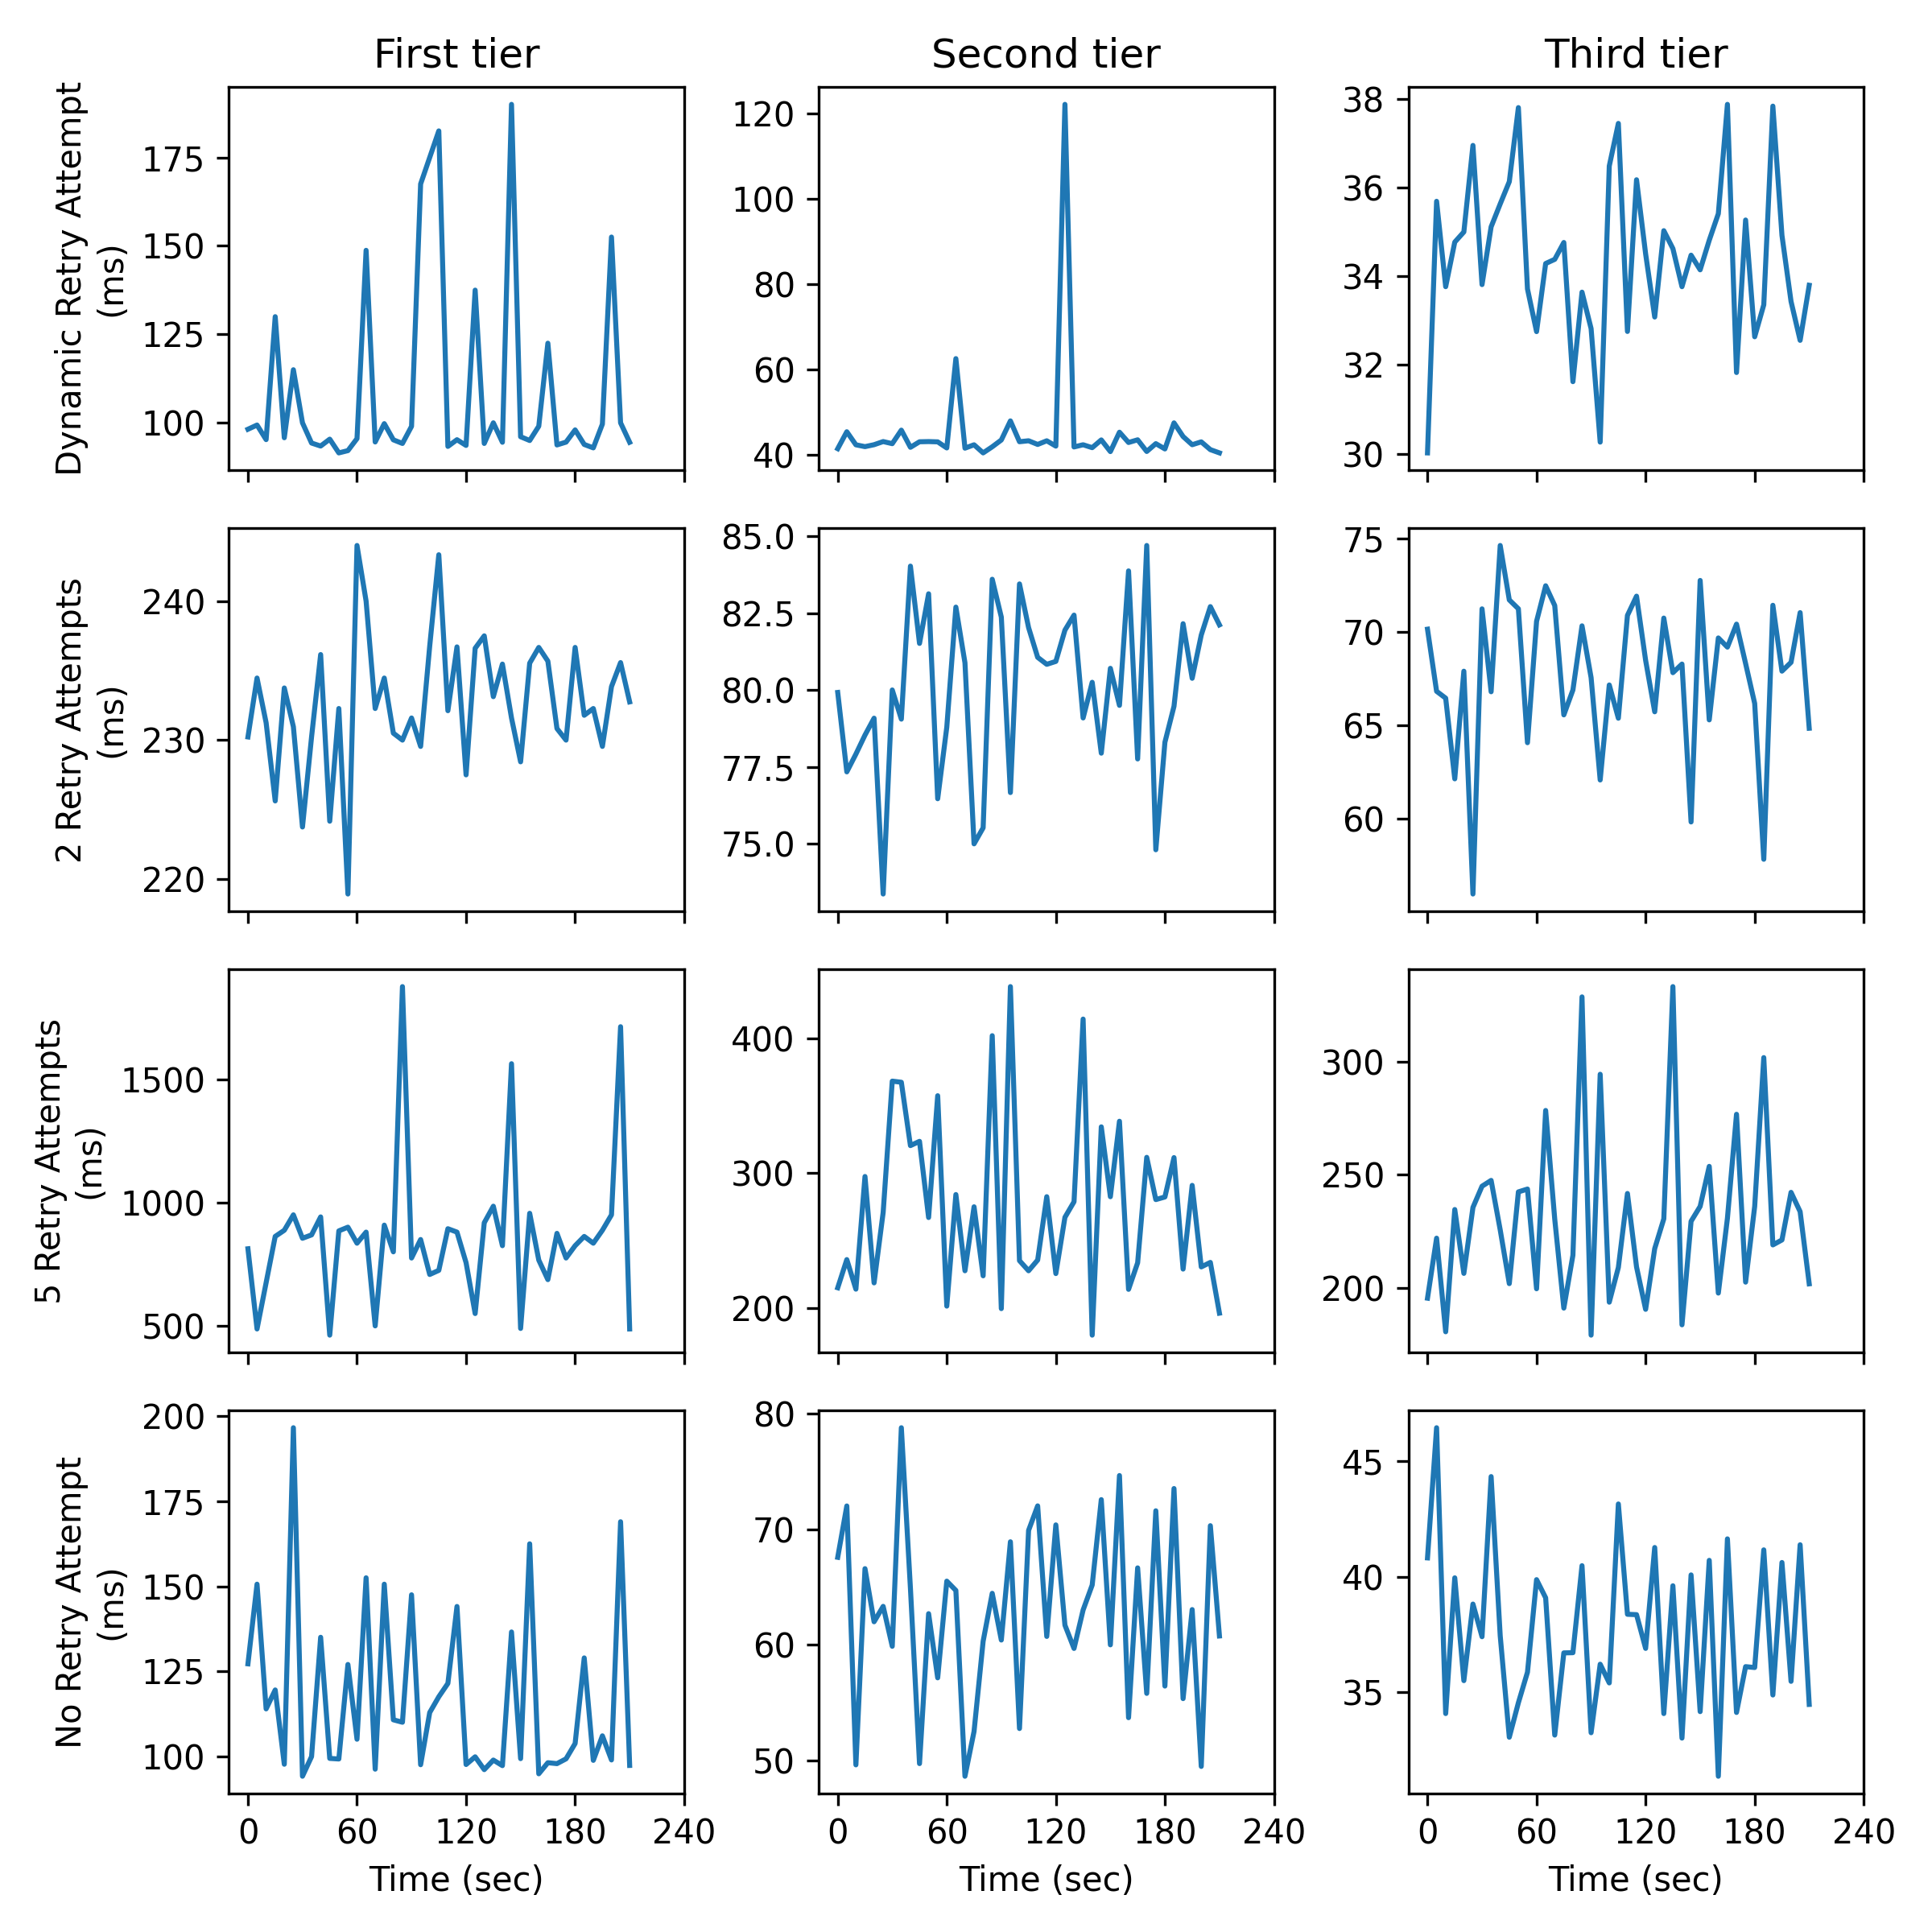 First tier
Second tier
Third tier
Dynamic Retry Attempt
(ms)
175
150
125
100
120
100
80
60
40
38
36
34
32
30
2 Retry Attempts
(ms)
240
230
220
85.0
82.5
80.0
77.5
75.0
75
70
65
60
5 Retry Attempts
(ms)
1500
1000
500
400
300
200
300
250
200
No Retry Attempt
(ms)
200
175
150
125
100
80
70
60
50
45
40
35
0 60 120 180 240
0 60 120 180 240
0 60 120 180 240
Time (sec)
Time (sec)
Time (sec)